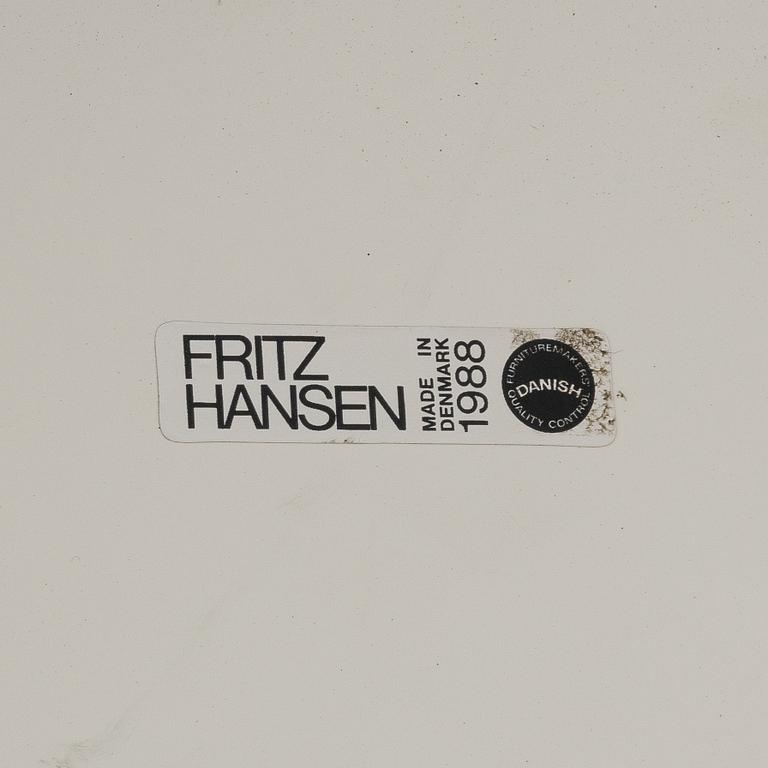 FRITZ
HANSEN
MADE IN
DENMARK
1988
FURNITUREMAKERS'
DANISH
QUALITY CONTROL